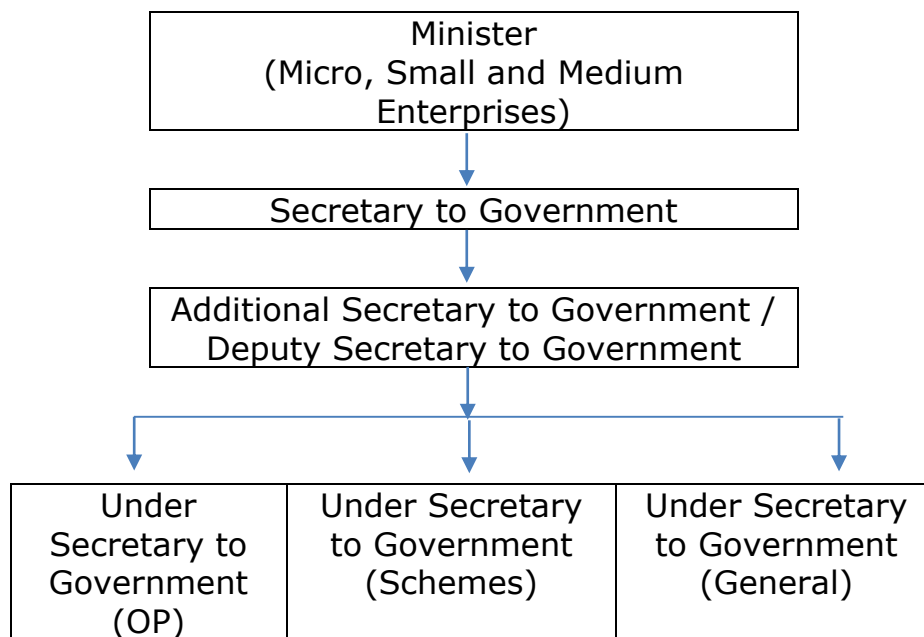 Minister
(Micro, Small and Medium
Enterprises)
Secretary to Government
Additional Secretary to Government /
Deputy Secretary to Government
Under
Secretary to
Government
(OP)
Under Secretary
to Government
(Schemes)
Under Secretary
to Government
(General)